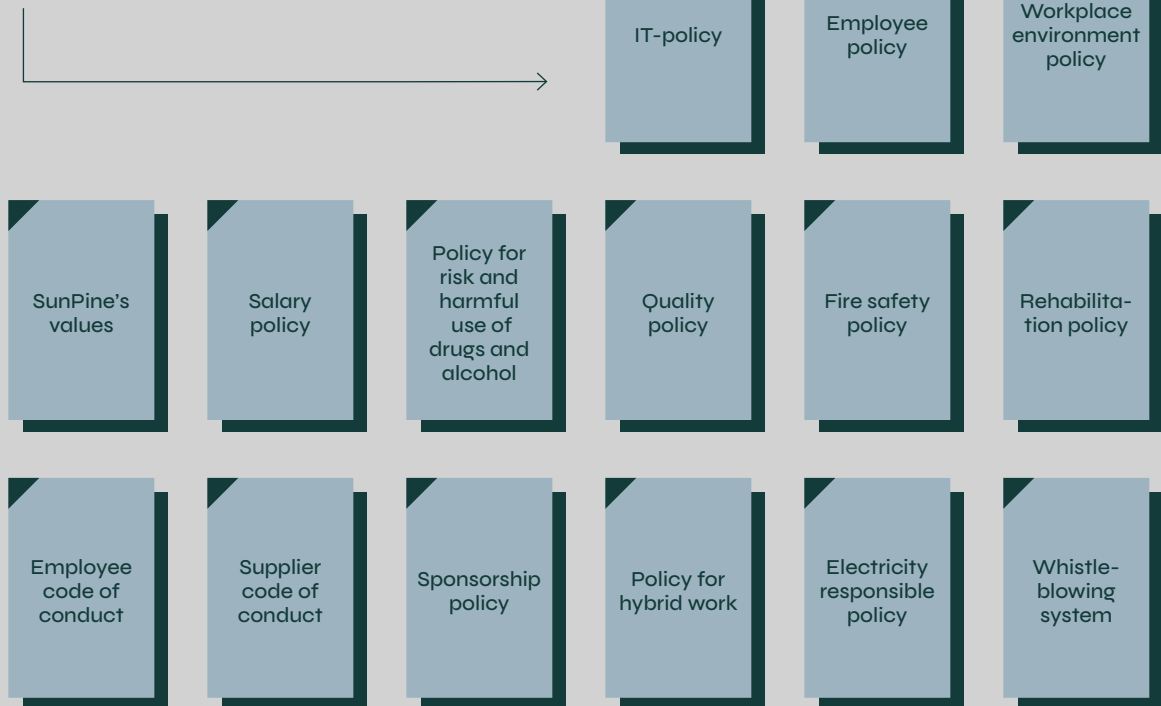 IT-policy
Employee
policy
Workplace
environment
policy
SunPine’s
values
Salary
policy
Policy for
risk and
harmful
use of
drugs and
alcohol
Quality
policy
Fire safety
policy
Rehabilita-
tion policy
Employee
code of
conduct
Supplier
code of
conduct
Sponsorship
policy
Policy for
hybrid work
Electricity
responsible
policy
Whistle-
blowing
system